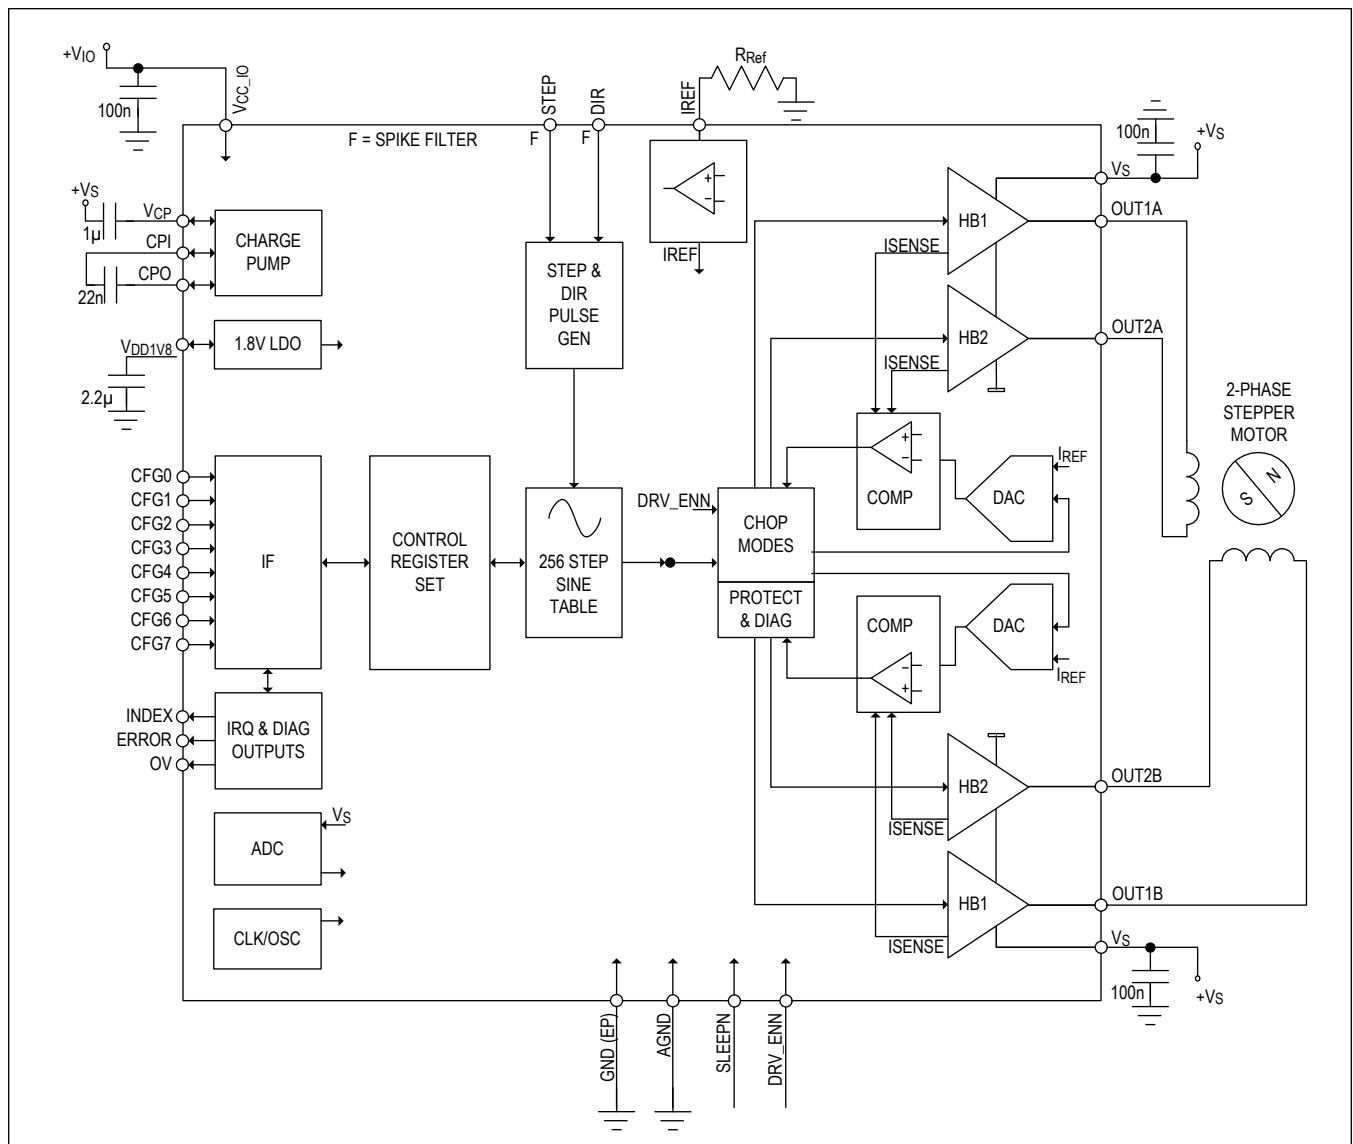 +VIO
100n
VCC_IO
F = SPIKE FILTER
STEP
F
DIR
F
IREF
RRef
+
−
IREF
100n
+VS
VS
+VS
VCP
1µ
CPI
CPO
22n
CHARGE
PUMP
VDD1V8
2.2µ
1.8V LDO
STEP &
DIR
PULSE
GEN
HB1
ISENSE
OUT1A
HB2
ISENSE
OUT2A
2-PHASE
STEPPER
MOTOR
S
N
CFG0
CFG1
CFG2
CFG3
CFG4
CFG5
CFG6
CFG7
IF
CONTROL
REGISTER
SET
256 STEP
SINE
TABLE
DRV_ENN
CHOP
MODES
PROTECT
& DIAG
+
−
COMP
DAC
IREF
COMP
−
+
DAC
IREF
INDEX
ERROR
OV
IRQ & DIAG
OUTPUTS
ADC
VS
CLK/OSC
HB2
ISENSE
OUT2B
HB1
ISENSE
OUT1B
VS
100n
+VS
GND (EP)
AGND
SLEEPN
DRV_ENN